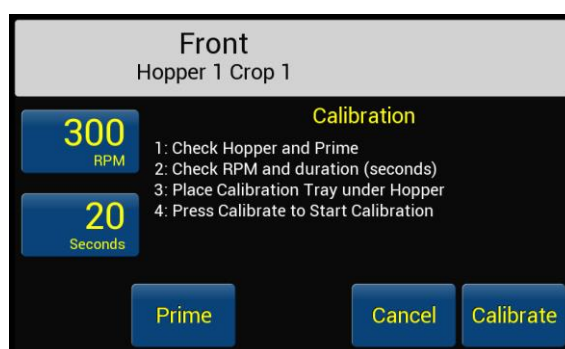 Front
Hopper 1 Crop 1
300
RPM
20
Seconds
Calibration
1: Check Hopper and Prime
2: Check RPM and duration (seconds)
3: Place Calibration Tray under Hopper
4: Press Calibrate to Start Calibration
Prime
Cancel
Calibrate